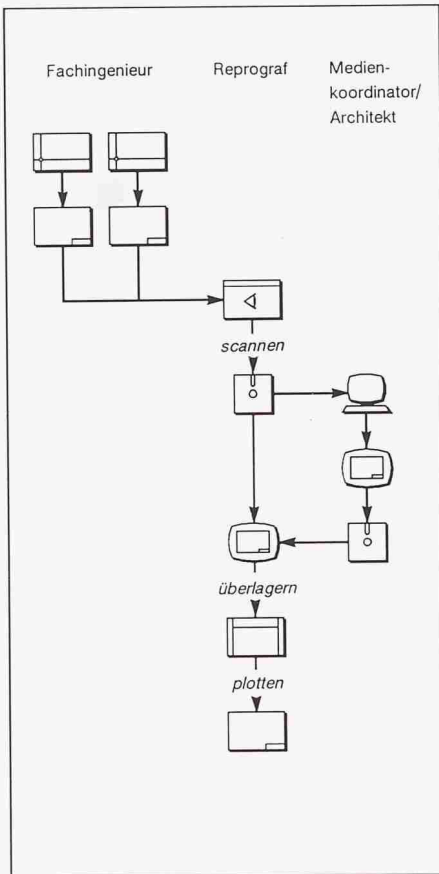 Fachingenieur
Reprograf
Medien-
koordinator/
Architekt
scannen
überlagern
plotten